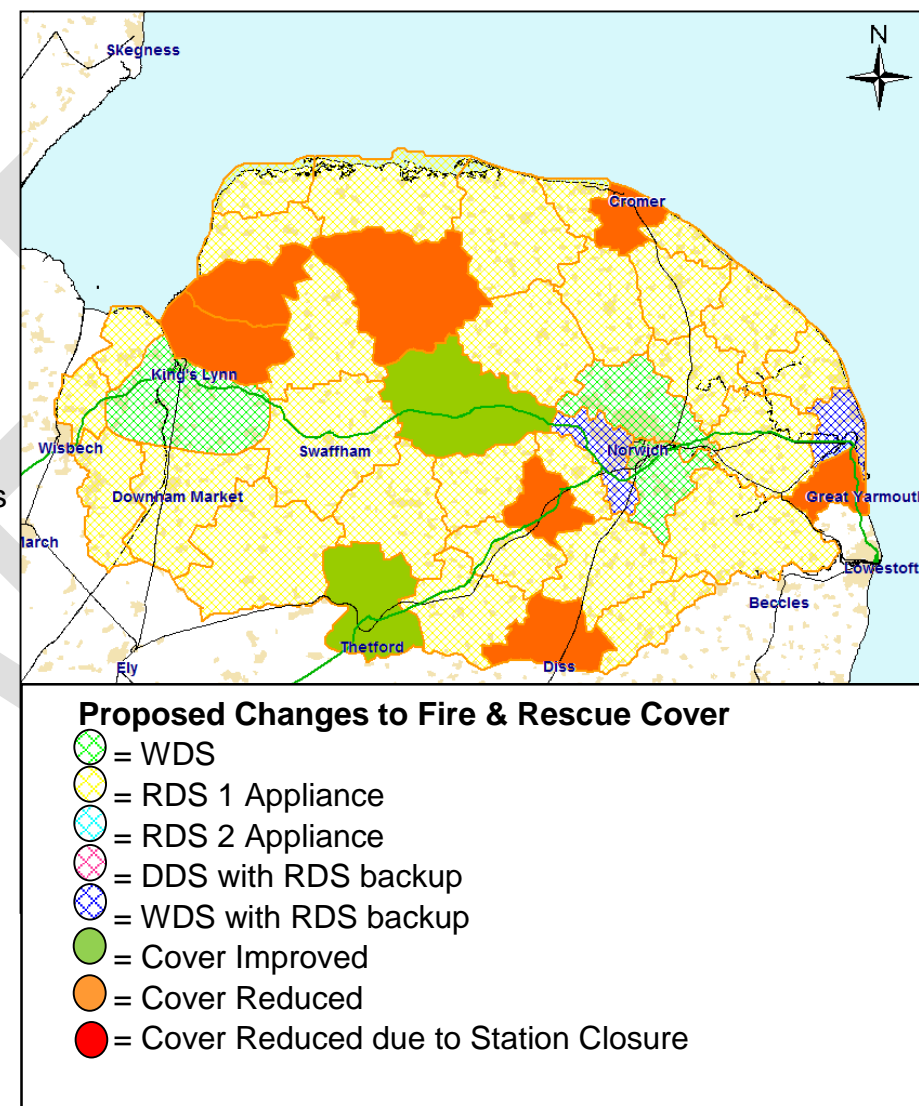 Skegness
N
Cromer
King's Lynn
Wisbech
Swaffham
Norwich
Downham Market
Great Yarmouth
s
March
Lowestoft
Beccles
Thetford
Ely
Diss
Proposed Changes to Fire & Rescue Cover
= WDS
= RDS 1 Appliance
= RDS 2 Appliance
= DDS with RDS backup
= WDS with RDS backup
= Cover Improved
= Cover Reduced
= Cover Reduced due to Station Closure